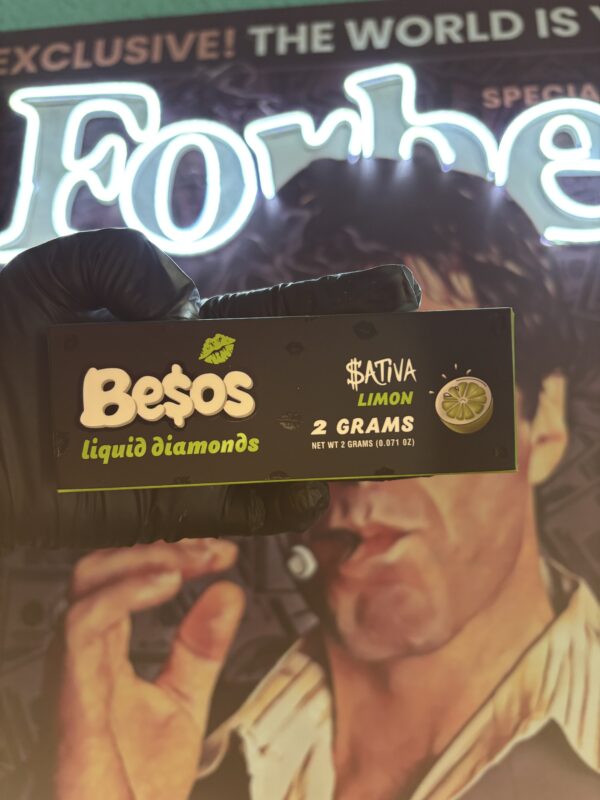 EXCLUSIVE! THE WORLD IS
SPECIA
Forbe
Be$os
liquid diamonds
$ATIVA
LIMON
2 GRAMS
NET WT 2 GRAMS (0.071 OZ)